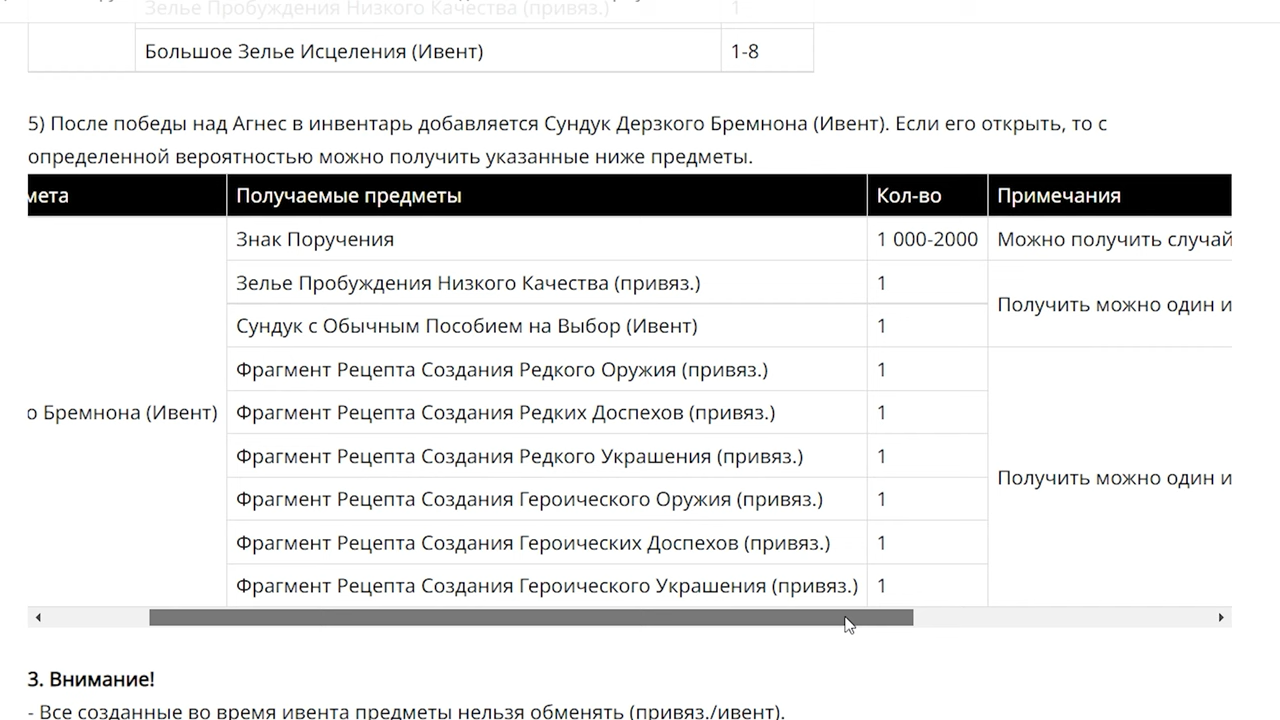 Зелье Пробуждения Низкого Качества (привяз.) 1
Большое Зелье Исцеления (Ивент) 1-8
5) После победы над Агнес в инвентарь добавляется Сундук Дерзкого Бремнона (Ивент). Если его открыть, то с
определенной вероятностью можно получить указанные ниже предметы.
мета Получаемые предметы Кол-во Примечания
Знак Поручения 1 000-2000 Можно получить случай
Зелье Пробуждения Низкого Качества (привяз.) 1
Получить можно один и
Сундук с Обычным Пособием на Выбор (Ивент) 1
Фрагмент Рецепта Создания Редкого Оружия (привяз.) 1
о Бремнона (Ивент) Фрагмент Рецепта Создания Редких Доспехов (привяз.) 1
Фрагмент Рецепта Создания Редкого Украшения (привяз.) 1
Получить можно один и
Фрагмент Рецепта Создания Героического Оружия (привяз.) 1
Фрагмент Рецепта Создания Героических Доспехов (привяз.) 1
Фрагмент Рецепта Создания Героического Украшения (привяз.) 1
3. Внимание!
- Все созданные во время ивента предметы нельзя обменять (привяз./ивент).